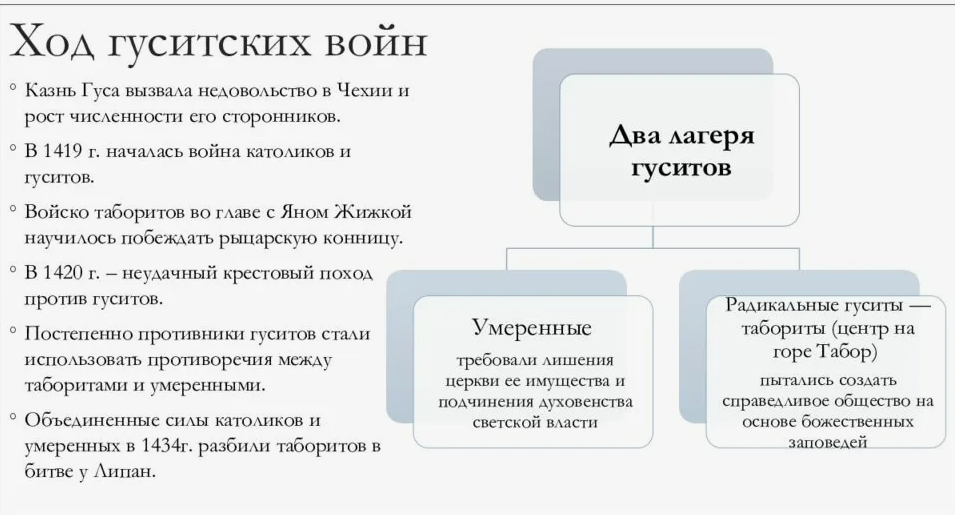 Ход гуситских войн
° Казнь Гуса вызвала недовольство в Чехии и
рост численности его сторонников.
° В 1419 г. началась война католиков и
гуситов.
° Войско таборитов во главе с Яном Жижкой
научилось побеждать рыцарскую конницу.
° В 1420 г. – неудачный крестовый поход
против гуситов.
° Постепенно противники гуситов стали
использовать противоречия между
таборитами и умеренными.
° Объединенные силы католиков и
умеренных в 1434г. разбили таборитов в
битве у Липан.
Два лагеря
гуситов
Умеренные
требовали лишения
церкви ее имущества и
подчинения духовенства
светской власти
Радикальные гуситы —
табориты (центр на
горе Табор)
пытались создать
справедливое общество на
основе божественных
заповедей